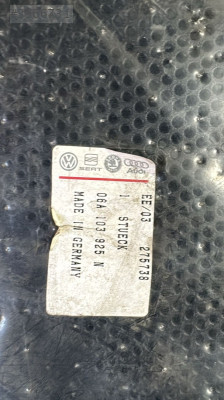 SEAT
Audi
EE/03 276738
1 STUECK
06A 103 925 N
MADE IN GERMANY